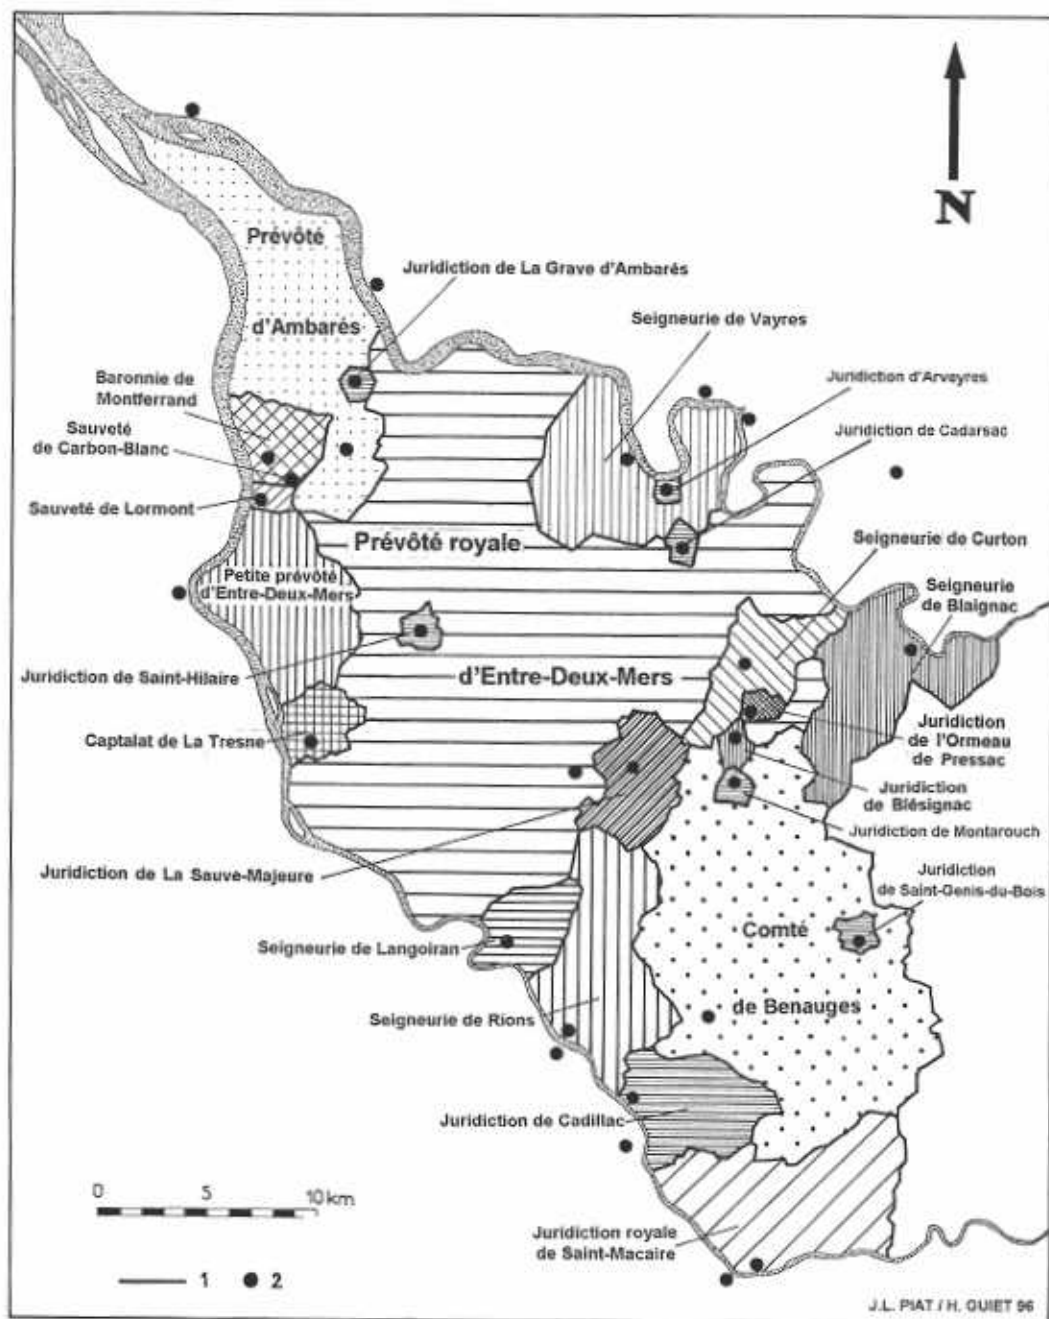 N
Prévôté
d'Ambarés
Juridiction de La Grave d'Ambarés
Seigneurie de Vayres
Baronnie de
Montferrand
Juridiction d'Arveyres
Sauveté
de Carbon-Blanc
Juridiction de Cadarsac
Sauveté de Lormont
Prévôté royale
d'Entre-Deux-Mers
Seigneurie de Curton
Petite prévôté
d'Entre-Deux-Mers
Seigneurie
de Blaignac
Juridiction de Saint-Hilaire
Captalat de La Tresne
Juridiction
de l'Ormeau
de Pressac
Juridiction
de Blésignac
Juridiction de Montarouch
Juridiction de La Sauve-Majeure
Juridiction
de Saint-Genis-du-Bois
Comté
de Benauges
Seigneurie de Langoiran
Seigneurie de Rions
Juridiction de Cadillac
0 5 10 km
Juridiction royale
de Saint-Macaire
1 2
J.L. PIAT / H. GUIET 96